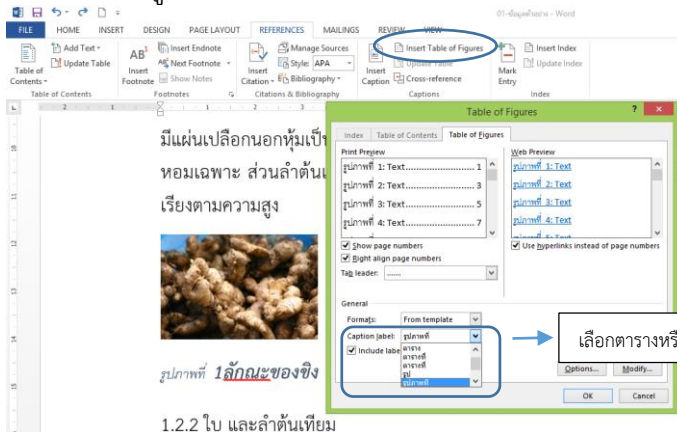 01-ข้อมูลคำอธิบาย - Word
FILE HOME INSERT DESIGN PAGE LAYOUT REFERENCES MAILINGS REVIEW VIEW
Table of Contents
Add Text
Update Table
Table of Contents
AB¹ Insert Footnote
Insert Endnote
Next Footnote
Show Notes
Footnotes
Insert Citation
Manage Sources
Style: APA
Bibliography
Citations & Bibliography
Insert Caption
Insert Table of Figures
Update Table
Cross-reference
Captions
Mark Entry
Insert Index
Update Index
Index
มีแผ่นเปลือกนอกหุ้มเป็น
หอมเฉพาะ ส่วนลำต้นเ
เรียงตามความสูง
รูปภาพที่ 1ลักณะของขิง
1.2.2 ใบ และลำต้นเทียม
Table of Figures ? ×
Index Table of Contents Table of Figures
Print Preview
รูปภาพที่ 1: Text.............................. 1
รูปภาพที่ 2: Text.............................. 3
รูปภาพที่ 3: Text.............................. 5
รูปภาพที่ 4: Text.............................. 7
Web Preview
รูปภาพที่ 1: Text
รูปภาพที่ 2: Text
รูปภาพที่ 3: Text
รูปภาพที่ 4: Text
รูปภาพที่ 5: Text
Show page numbers
Right align page numbers
Use hyperlinks instead of page numbers
Tab leader: ......
General
Formats: From template
Caption label: รูปภาพที่
Include label
ตาราง
ตารางที่
ตารางที่
รูป
รูปภาพที่
Options... Modify...
OK Cancel
เลือกตารางหรื